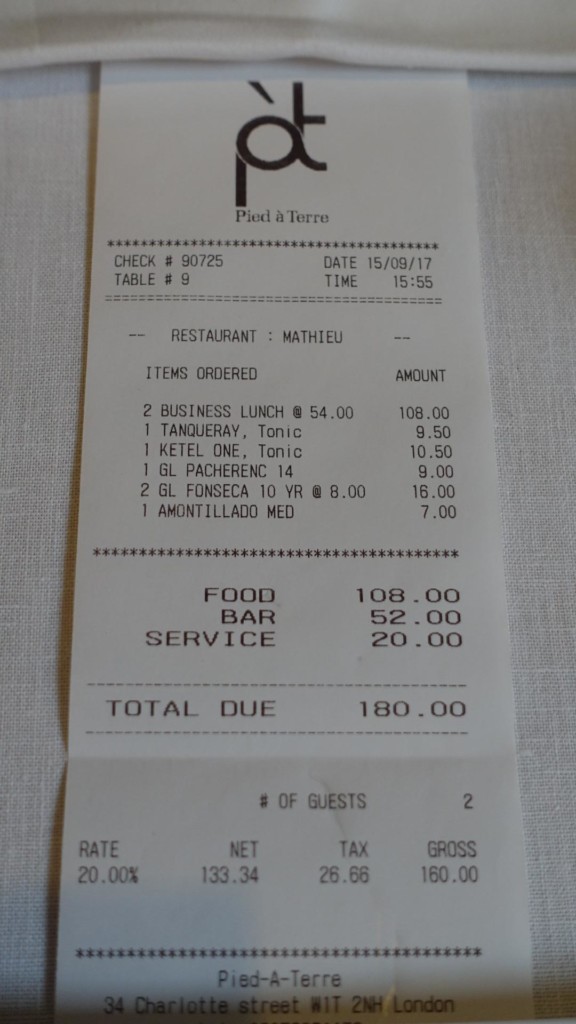 pàt
Pied à Terre
****************************************
CHECK # 90725 DATE 15/09/17
TABLE # 9 TIME 15:55
========================================
-- RESTAURANT : MATHIEU --
ITEMS ORDERED AMOUNT
2 BUSINESS LUNCH @ 54.00 108.00
1 TANQUERAY, Tonic 9.50
1 KETEL ONE, Tonic 10.50
1 GL PACHERENC 14 9.00
2 GL FONSECA 10 YR @ 8.00 16.00
1 AMONTILLADO MED 7.00
****************************************
FOOD 108.00
BAR 52.00
SERVICE 20.00
----------------------------------------
TOTAL DUE 180.00
----------------------------------------
# OF GUESTS 2
RATE NET TAX GROSS
20.00% 133.34 26.66 160.00
****************************************
Pied-A-Terre
34 Charlotte street W1T 2NH London